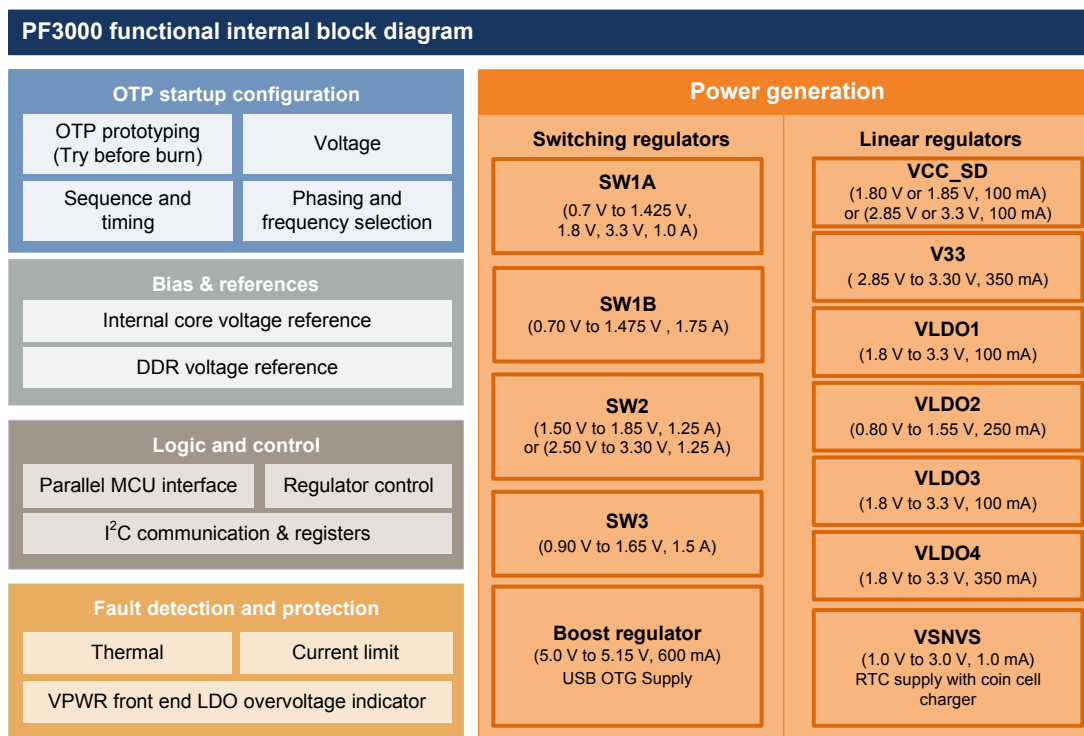 PF3000 functional internal block diagram
OTP startup configuration
OTP prototyping
(Try before burn)
Voltage
Sequence and
timing
Phasing and
frequency selection
Bias & references
Internal core voltage reference
DDR voltage reference
Logic and control
Parallel MCU interface
Regulator control
I²C communication & registers
Fault detection and protection
Thermal
Current limit
VPWR front end LDO overvoltage indicator
Power generation
Switching regulators
SW1A
(0.7 V to 1.425 V,
1.8 V, 3.3 V, 1.0 A)
SW1B
(0.70 V to 1.475 V , 1.75 A)
SW2
(1.50 V to 1.85 V, 1.25 A)
or (2.50 V to 3.30 V, 1.25 A)
SW3
(0.90 V to 1.65 V, 1.5 A)
Boost regulator
(5.0 V to 5.15 V, 600 mA)
USB OTG Supply
Linear regulators
VCC_SD
(1.80 V or 1.85 V, 100 mA)
or (2.85 V or 3.3 V, 100 mA)
V33
( 2.85 V to 3.30 V, 350 mA)
VLDO1
(1.8 V to 3.3 V, 100 mA)
VLDO2
(0.80 V to 1.55 V, 250 mA)
VLDO3
(1.8 V to 3.3 V, 100 mA)
VLDO4
(1.8 V to 3.3 V, 350 mA)
VSNVS
(1.0 V to 3.0 V, 1.0 mA)
RTC supply with coin cell
charger